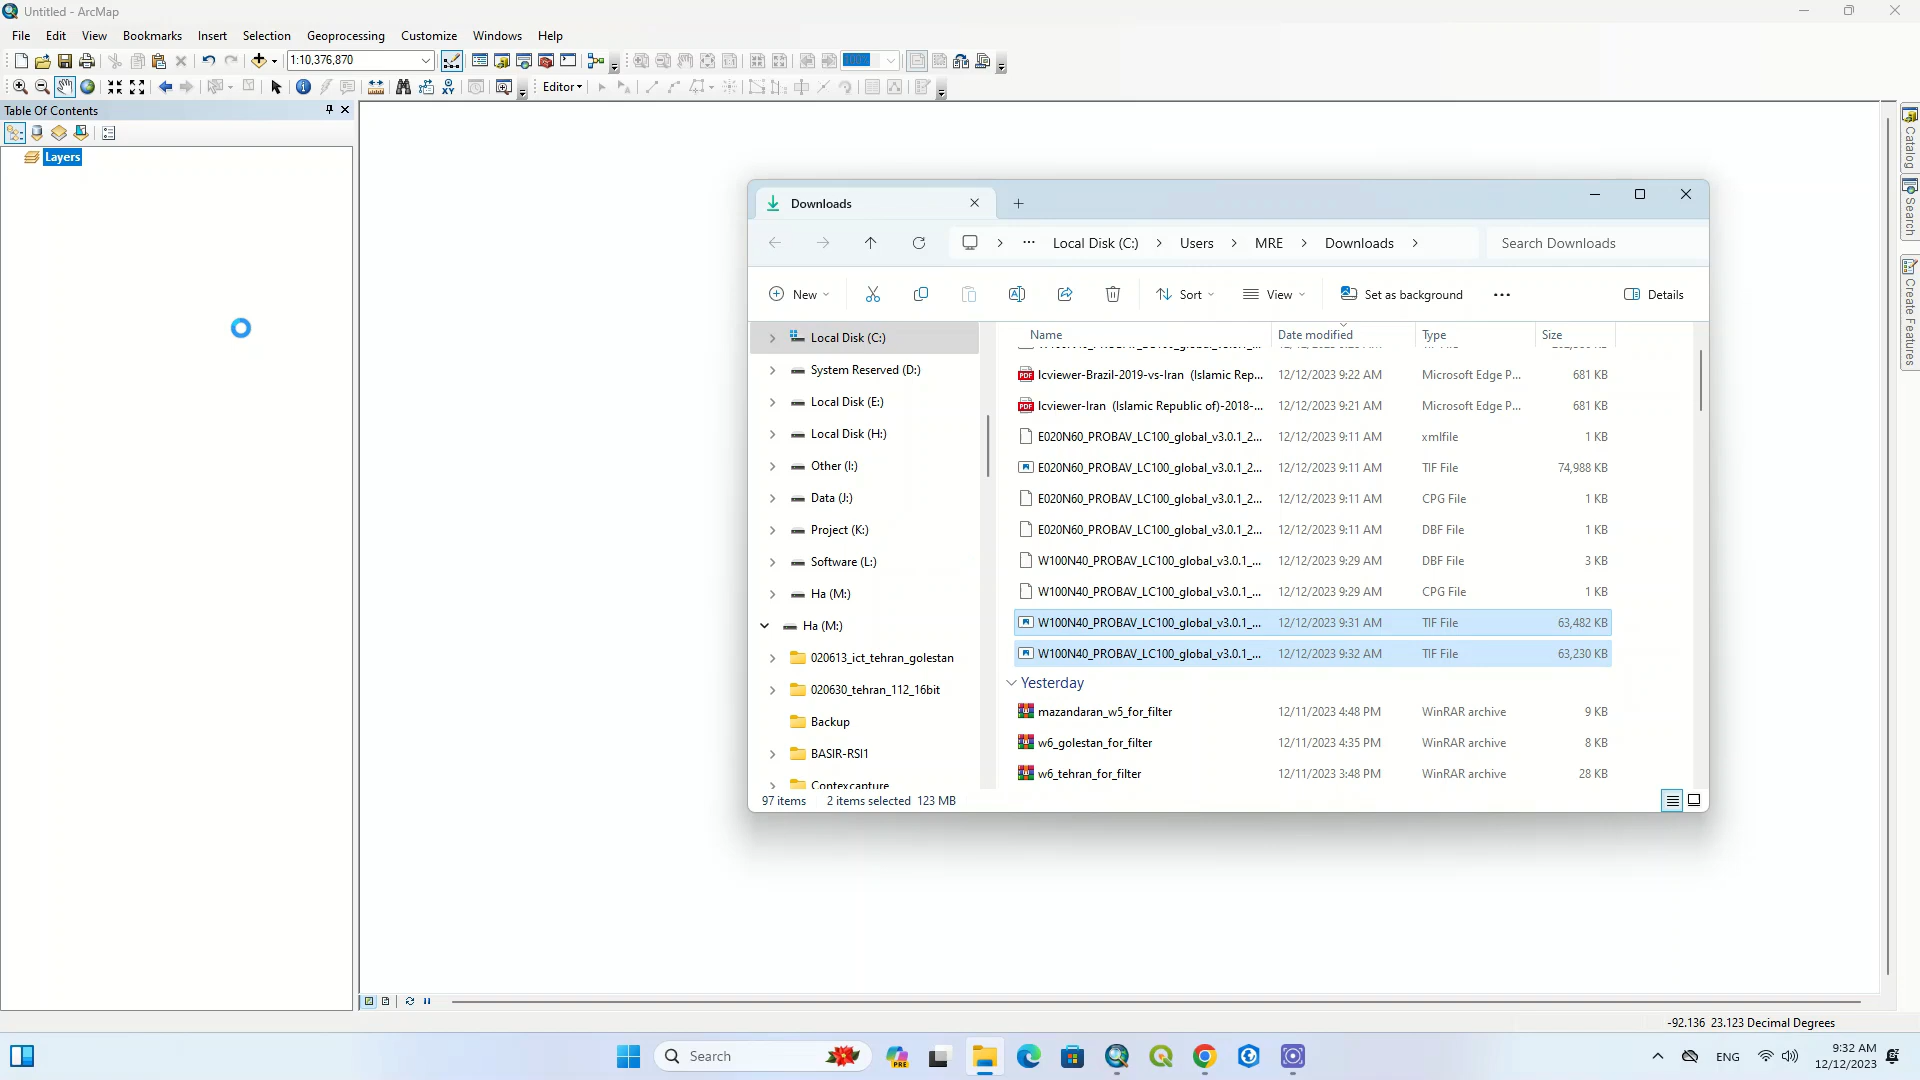 Untitled - ArcMap
File Edit View Bookmarks Insert Selection Geoprocessing Customize Windows Help
1:10,376,870
100%
Editor
Table Of Contents
Layers
Catalog
Search
Create Features
Downloads
Local Disk (C:) Users MRE Downloads
Search Downloads
New Sort View Set as background Details
Name Date modified Type Size
Local Disk (C:)
System Reserved (D:)
Local Disk (E:)
Local Disk (H:)
Other (I:)
Data (J:)
Project (K:)
Software (L:)
Ha (M:)
Ha (M:)
020613_ict_tehran_golestan
020630_tehran_112_16bit
Backup
BASIR-RSI1
Contexcapture
lcviewer-Brazil-2019-vs-Iran (Islamic Rep... 12/12/2023 9:22 AM Microsoft Edge P... 681 KB
lcviewer-Iran (Islamic Republic of)-2018-... 12/12/2023 9:21 AM Microsoft Edge P... 681 KB
E020N60_PROBAV_LC100_global_v3.0.1_2... 12/12/2023 9:11 AM xmlfile 1 KB
E020N60_PROBAV_LC100_global_v3.0.1_2... 12/12/2023 9:11 AM TIF File 74,988 KB
E020N60_PROBAV_LC100_global_v3.0.1_2... 12/12/2023 9:11 AM CPG File 1 KB
E020N60_PROBAV_LC100_global_v3.0.1_2... 12/12/2023 9:11 AM DBF File 1 KB
W100N40_PROBAV_LC100_global_v3.0.1_... 12/12/2023 9:29 AM DBF File 3 KB
W100N40_PROBAV_LC100_global_v3.0.1_... 12/12/2023 9:29 AM CPG File 1 KB
W100N40_PROBAV_LC100_global_v3.0.1_... 12/12/2023 9:31 AM TIF File 63,482 KB
W100N40_PROBAV_LC100_global_v3.0.1_... 12/12/2023 9:32 AM TIF File 63,230 KB
Yesterday
mazandaran_w5_for_filter 12/11/2023 4:48 PM WinRAR archive 9 KB
w6_golestan_for_filter 12/11/2023 4:35 PM WinRAR archive 8 KB
w6_tehran_for_filter 12/11/2023 3:48 PM WinRAR archive 28 KB
97 items 2 items selected 123 MB
-92.136 23.123 Decimal Degrees
Search
PRE
ENG
9:32 AM
12/12/2023